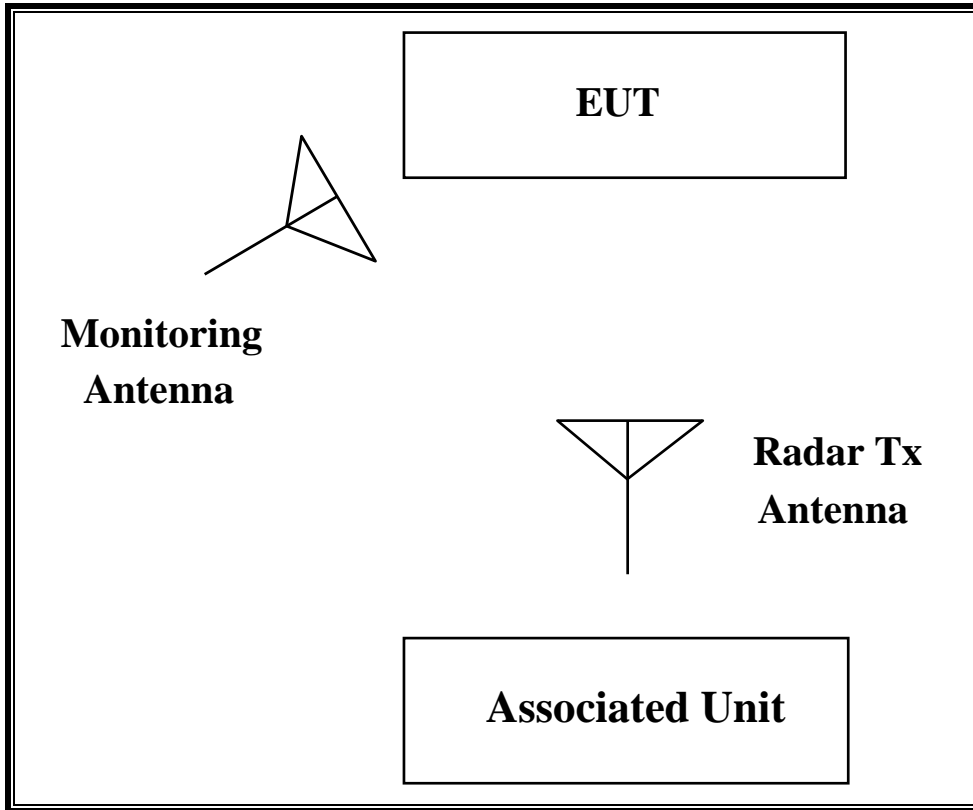 EUT
Monitoring
Antenna
Radar Tx
Antenna
Associated Unit